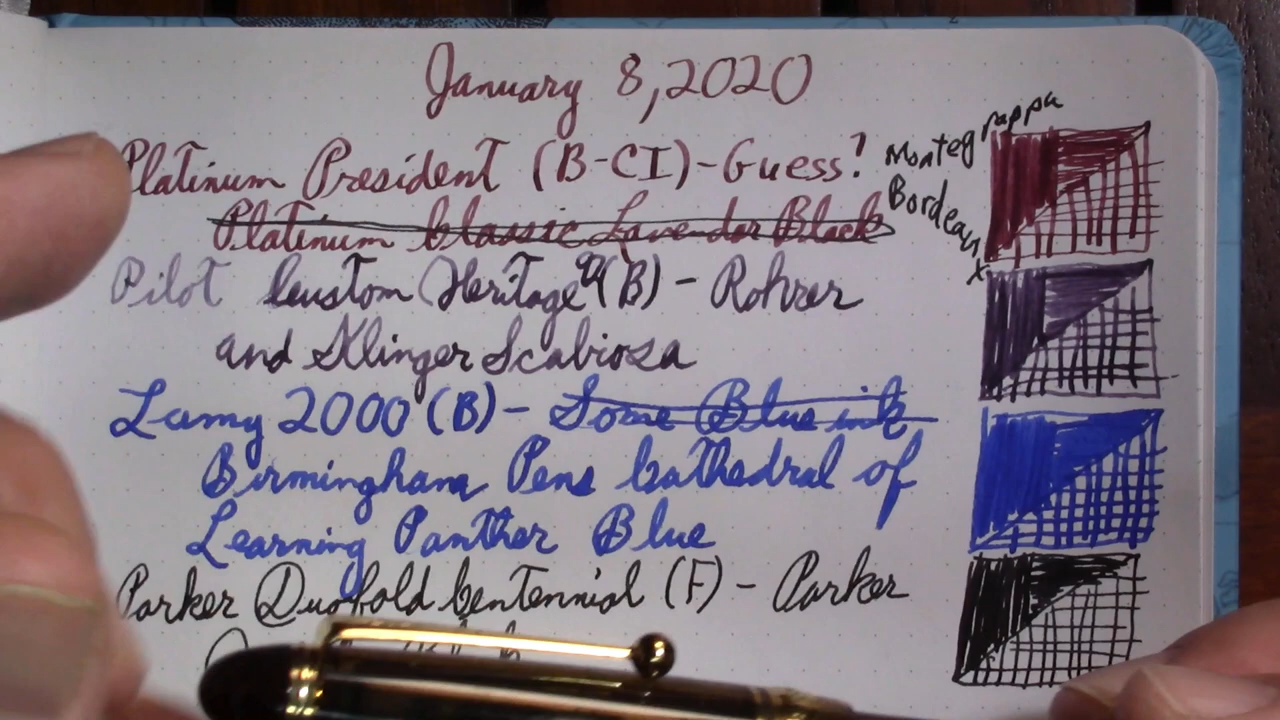 January 8, 2020
Platinum President (B-CI)-Guess?
Montegrappa
Bordeaux
Platinum Classic Lavender Black
Pilot Custom Heritage 92 (B) - Rohrer
and Klinger Scabiosa
Lamy 2000 (B) - Some Blue ink
Birmingham Pens Cathedral of
Learning Panther Blue
Parker Duofold Centennial (F) - Parker